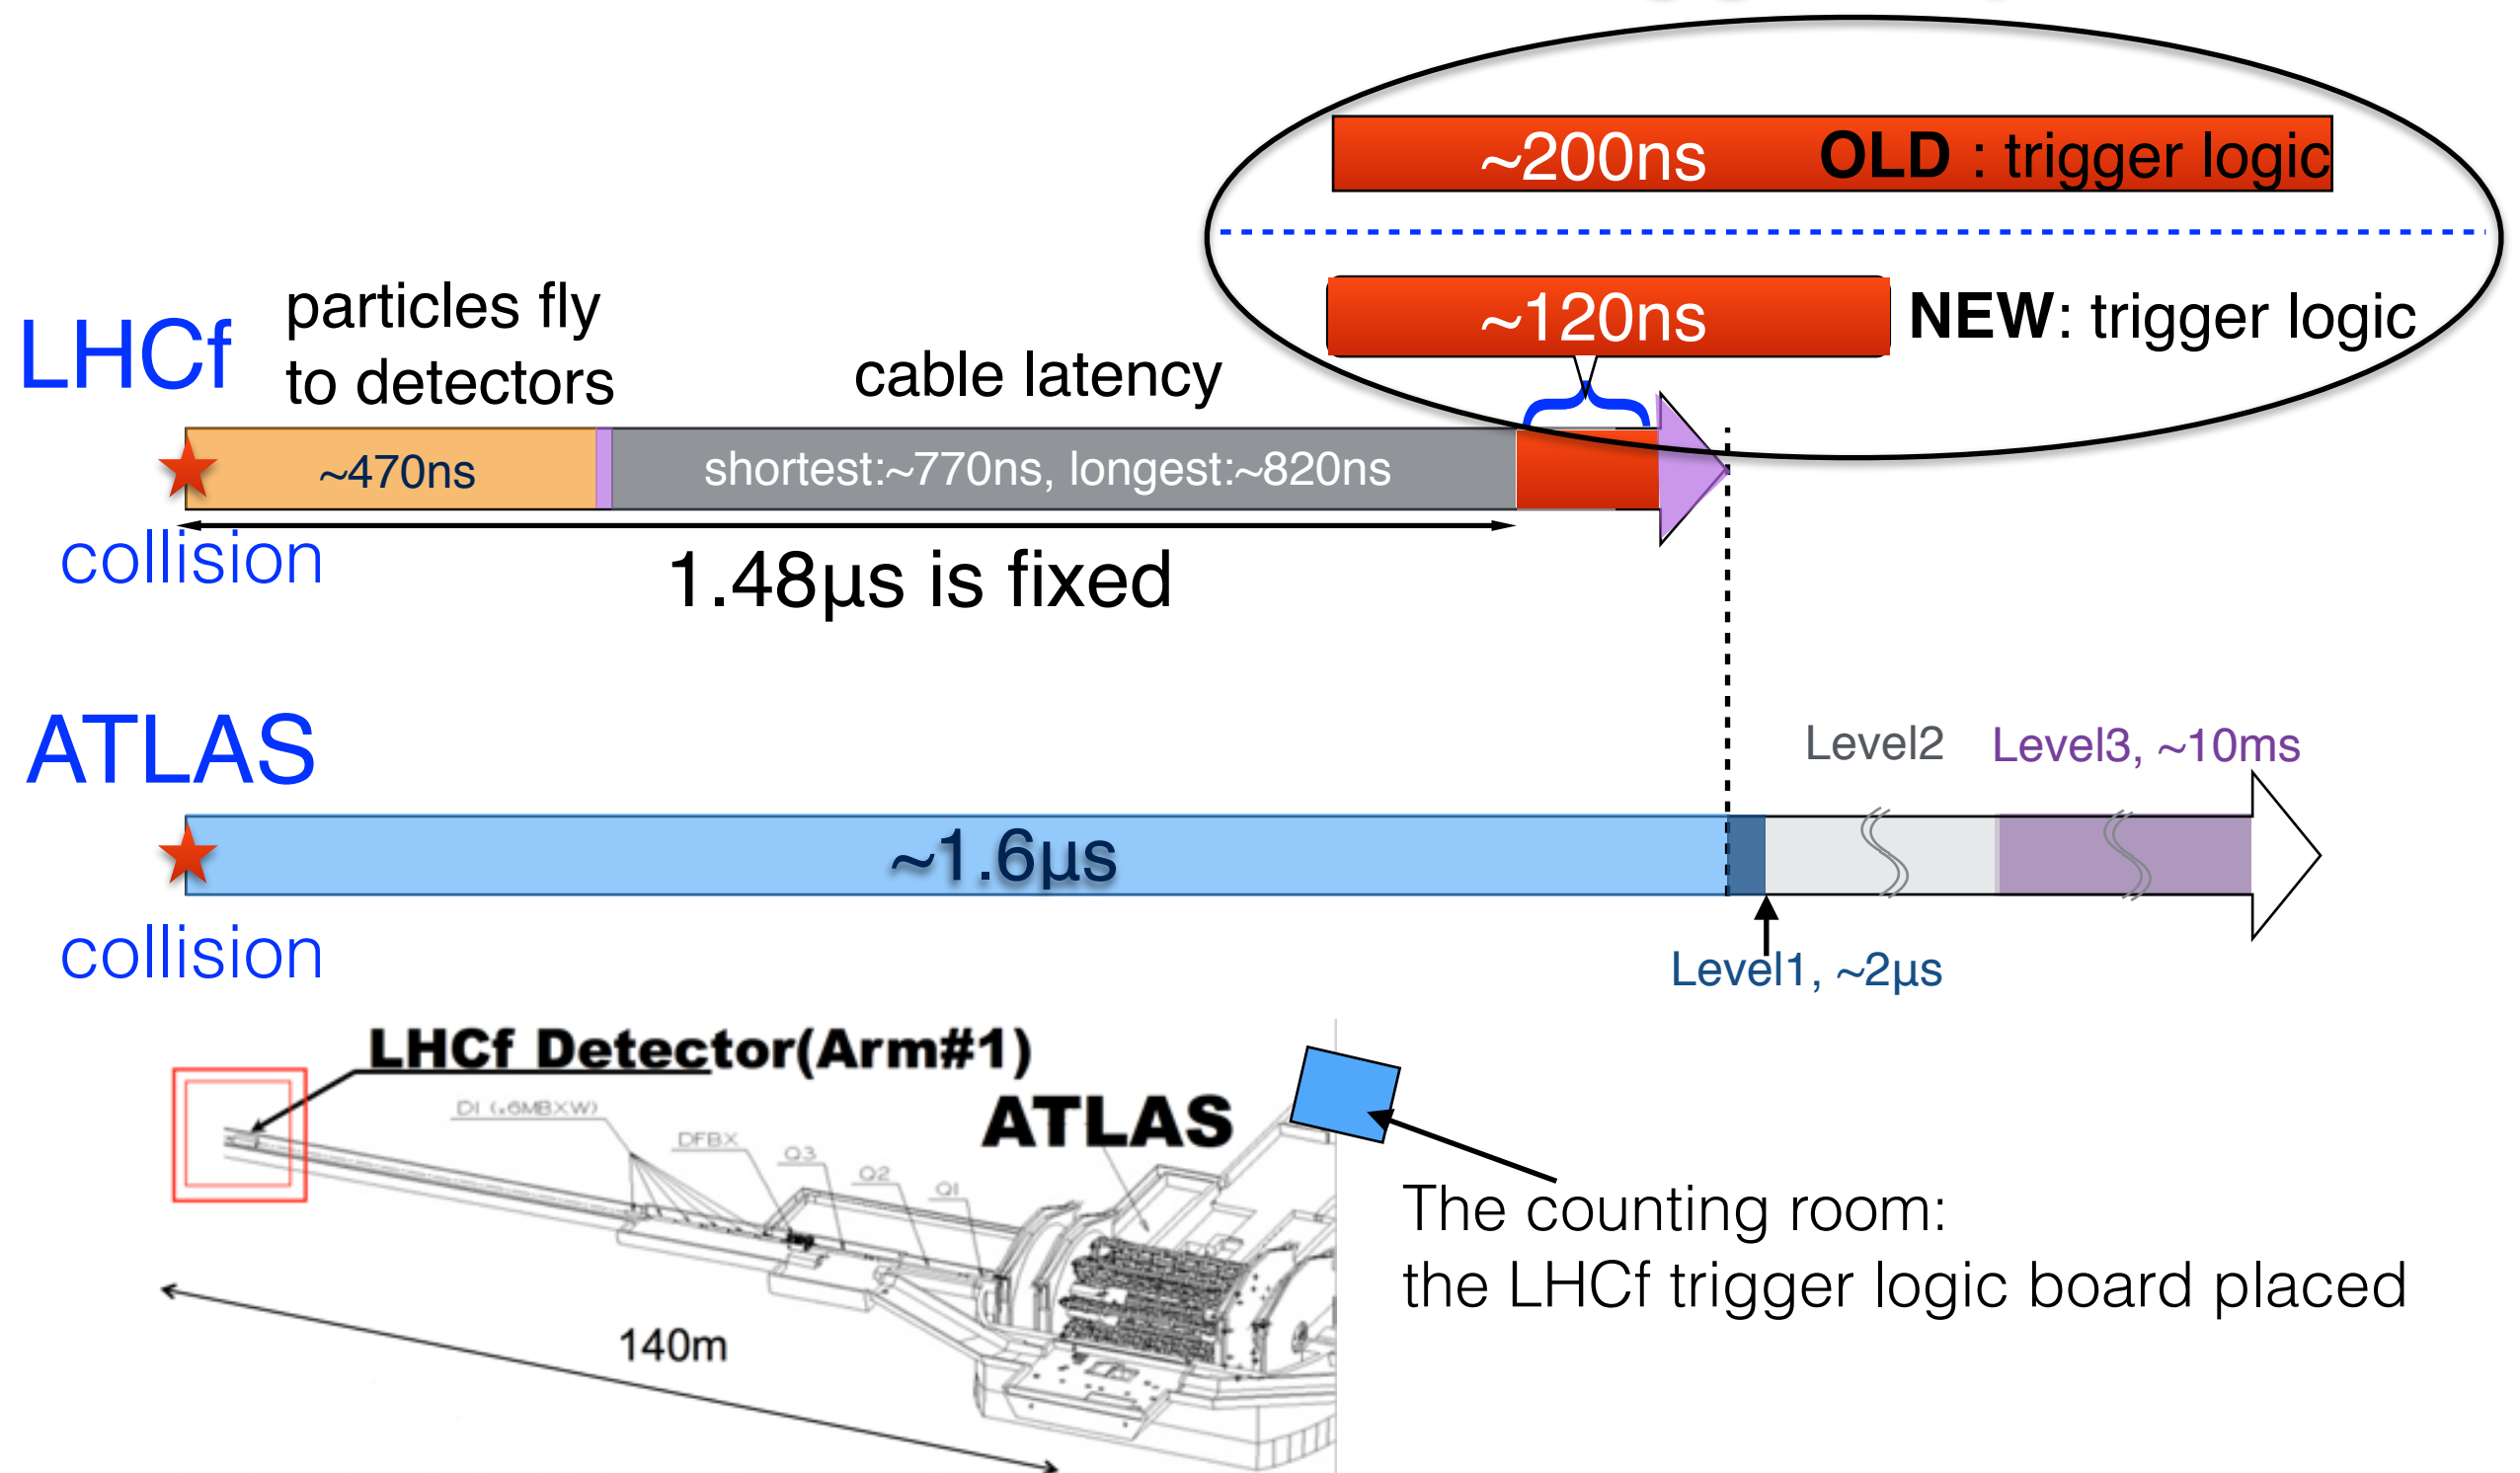 ~200ns OLD : trigger logic
~120ns NEW: trigger logic
LHCf
particles fly
to detectors
cable latency
~470ns
shortest:~770ns, longest:~820ns
collision
1.48µs is fixed
ATLAS
Level2
Level3, ~10ms
~1.6µs
collision
Level1, ~2µs
LHCf Detector(Arm#1)
D1 (.6MBXW)
ATLAS
DFBX
Q3
Q2
Q1
The counting room:
the LHCf trigger logic board placed
140m